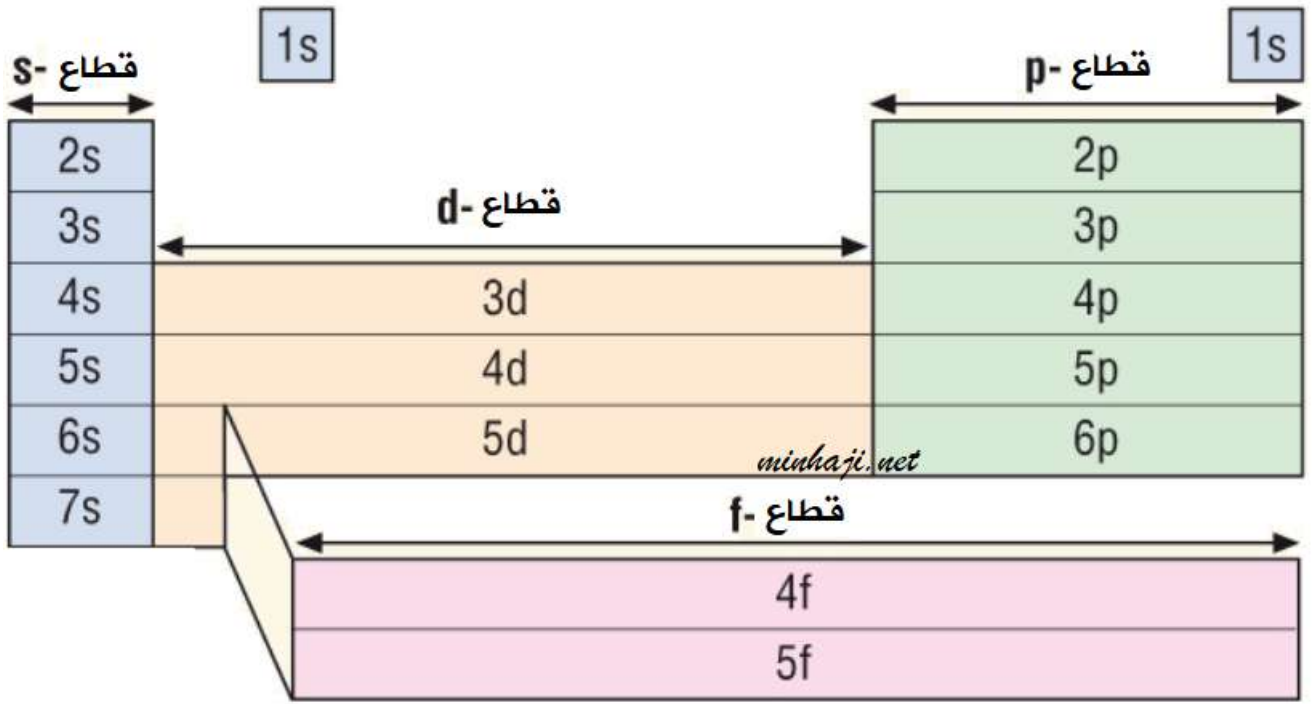 1s 1s
قطاع -s قطاع -p
2s 2p
قطاع -d
3s 3p
4s 3d 4p
5s 4d 5p
6s 5d 6p
minhaji.net
7s
قطاع -f
4f
5f